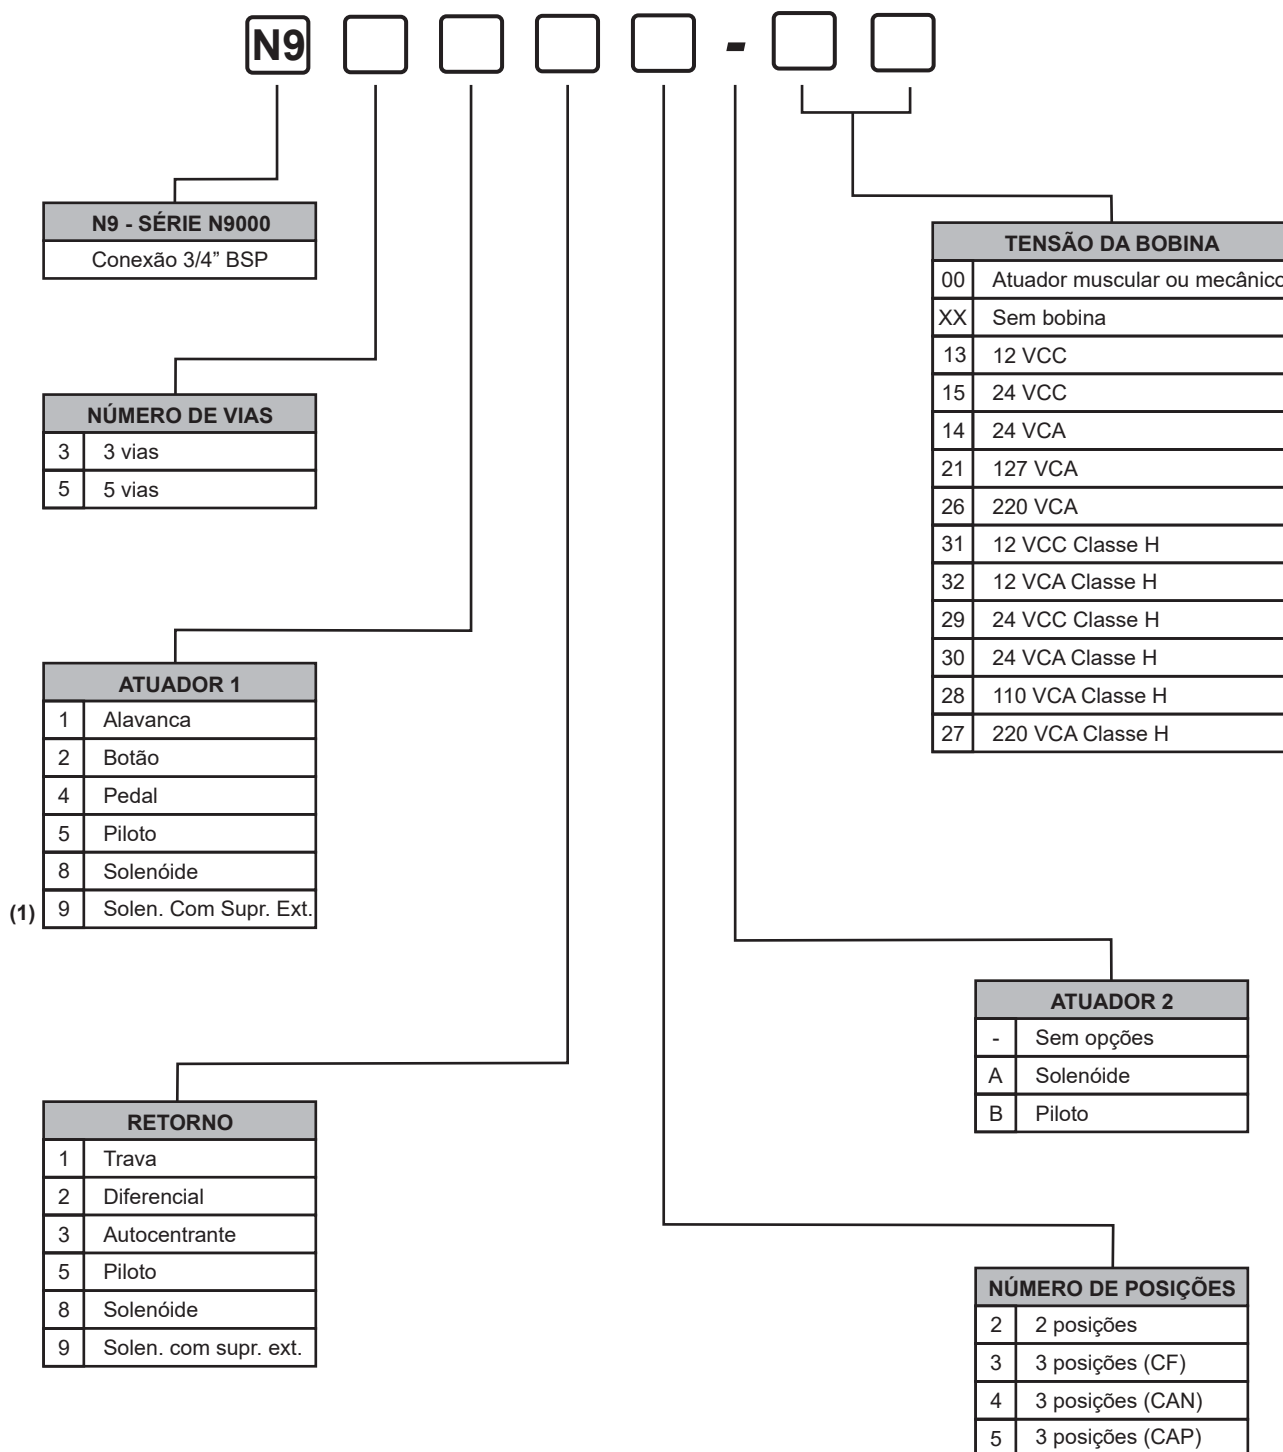 N9 -
N9 - SÉRIE N9000
Conexão 3/4” BSP
NÚMERO DE VIAS
3 3 vias
5 5 vias
ATUADOR 1
1 Alavanca
2 Botão
4 Pedal
5 Piloto
8 Solenóide
(1) 9 Solen. Com Supr. Ext.
RETORNO
1 Trava
2 Diferencial
3 Autocentrante
5 Piloto
8 Solenóide
9 Solen. com supr. ext.
TENSÃO DA BOBINA
00 Atuador muscular ou mecânico
XX Sem bobina
13 12 VCC
15 24 VCC
14 24 VCA
21 127 VCA
26 220 VCA
31 12 VCC Classe H
32 12 VCA Classe H
29 24 VCC Classe H
30 24 VCA Classe H
28 110 VCA Classe H
27 220 VCA Classe H
ATUADOR 2
- Sem opções
A Solenóide
B Piloto
NÚMERO DE POSIÇÕES
2 2 posições
3 3 posições (CF)
4 3 posições (CAN)
5 3 posições (CAP)